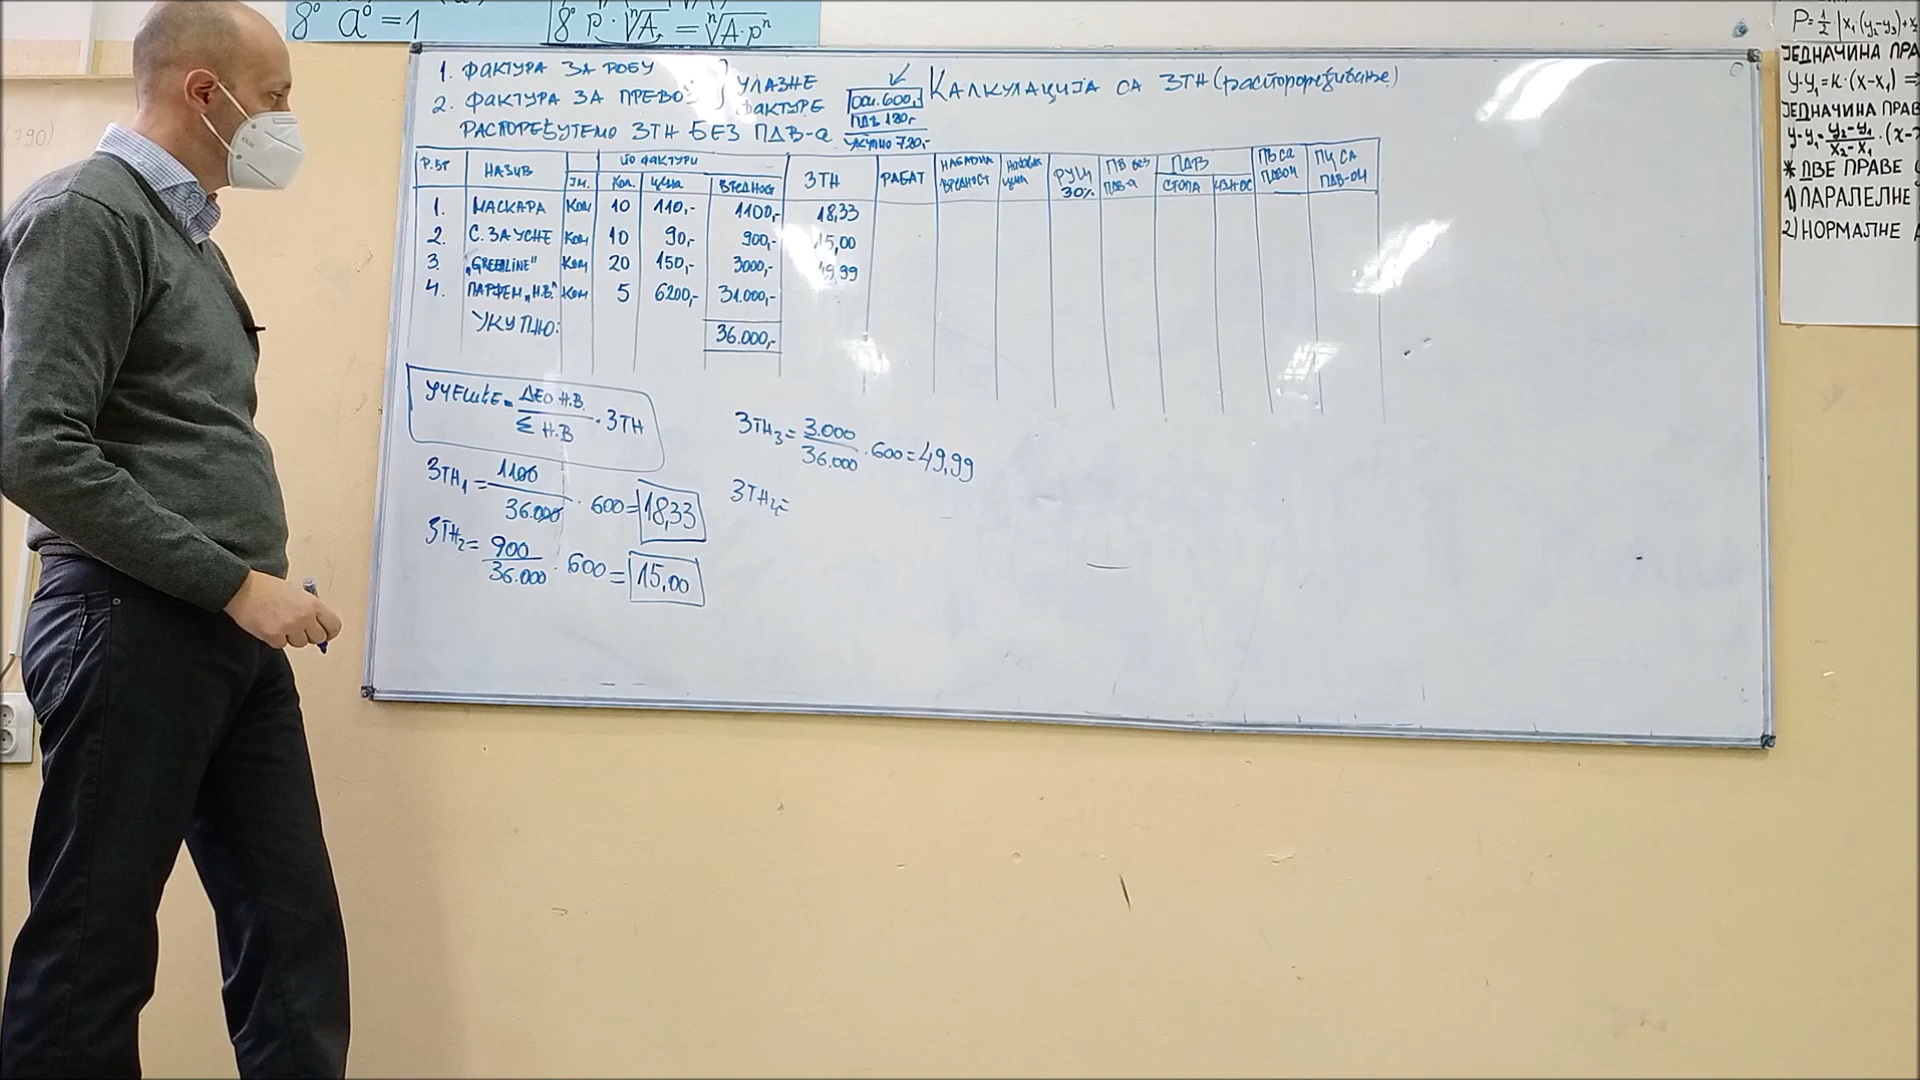 8° a⁰ = 1
8° p · ⁿ√A = ⁿ√A·pⁿ
1. ФАКТУРА ЗА РОБУ
2. ФАКТУРА ЗА ПРЕВОЗ } УЛАЗНЕ ФАКТУРЕ
РАСПОРЕЂУЈЕМО ЗТН БЕЗ ПДВ-а
Осн. 600,-
ПДВ 120,-
УКУПНО 720,-
КАЛКУЛАЦИЈА СА ЗТН (распоређивање)
Р.БР НАЗИВ ЈМ. ПО ФАКТУРИ КОЛ. ЦЕНА ВРЕДНОСТ ЗТН РАБАТ НАБАВНА ВРЕДНОСТ НАБАВНА ЦЕНА РУЦ 30% ПВ БЕЗ ПДВ-а ПДВ СТОПА ИЗНОС ПВ СА ПДВОМ ПЦ СА ПДВ-ОМ
1. МАСКАРА КОМ 10 110,- 1100,- 18,33
2. С. ЗА УСНЕ КОМ 10 90,- 900,- 15,00
3. „GREENLINE" КОМ 20 150,- 3000,- 49,99
4. ПАРФЕМ „Н.В." КОМ 5 6200,- 31.000,-
УКУПНО: 36.000,-
УЧЕШЋЕ = ДЕО Н.В. / Σ Н.В · ЗТН
ЗТН₁ = 1100 / 36.000 · 600 = 18,33
ЗТН₂ = 900 / 36.000 · 600 = 15,00
ЗТН₃ = 3.000 / 36.000 · 600 = 49,99
ЗТН₄ =
P = 1/2 |x₁(y₂-y₃)+x₂
ЈЕДНАЧИНА ПРА
y-y₁ = k·(x-x₁) ⇒
ЈЕДНАЧИНА ПРАВ
y-y₁ = y₂-y₁ / x₂-x₁ · (x-x
* ДВЕ ПРАВЕ
1) ПАРАЛЕЛНЕ
2) НОРМАЛНЕ